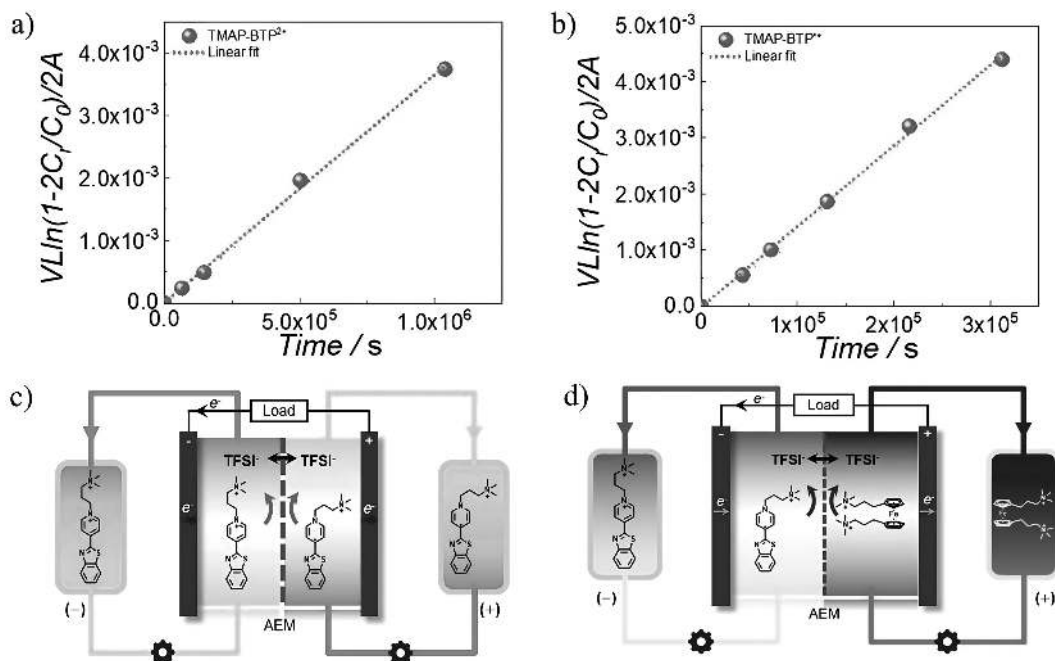 a)
VLln(1-2Cᵣ/C₀)/2A
4.0x10⁻³
3.0x10⁻³
2.0x10⁻³
1.0x10⁻³
0.0
TMAP-BTP²⁺
Linear fit
0.0
5.0x10⁵
1.0x10⁶
Time / s
b)
VLln(1-2Cᵣ/C₀)/2A
5.0x10⁻³
4.0x10⁻³
3.0x10⁻³
2.0x10⁻³
1.0x10⁻³
0.0
TMAP-BTP•⁺
Linear fit
1x10⁵
2x10⁵
3x10⁵
Time / s
c)
e⁻
Load
-
+
TFSI⁻
TFSI⁻
e⁻
e⁻
(−)
(+)
AEM
d)
e⁻
Load
-
+
TFSI⁻
TFSI⁻
e⁻
e⁻
(−)
(+)
AEM